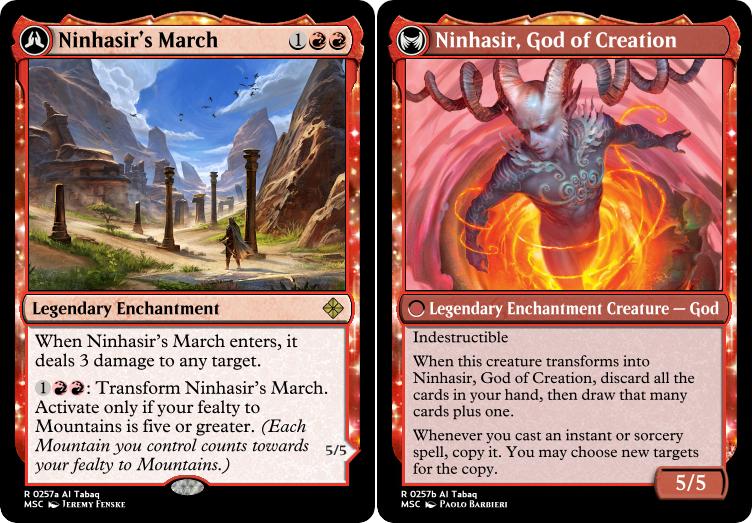 Ninhasir's March 1
Legendary Enchantment
When Ninhasir's March enters, it
deals 3 damage to any target.
1: Transform Ninhasir's March.
Activate only if your fealty to
Mountains is five or greater. (Each
Mountain you control counts towards
your fealty to Mountains.)
5/5
R 0257a Al Tabaq
MSC Jeremy Fenske
Ninhasir, God of Creation
Legendary Enchantment Creature — God
Indestructible
When this creature transforms into
Ninhasir, God of Creation, discard all the
cards in your hand, then draw that many
cards plus one.
Whenever you cast an instant or sorcery
spell, copy it. You may choose new targets
for the copy.
5/5
R 0257b Al Tabaq
MSC Paolo Barbieri